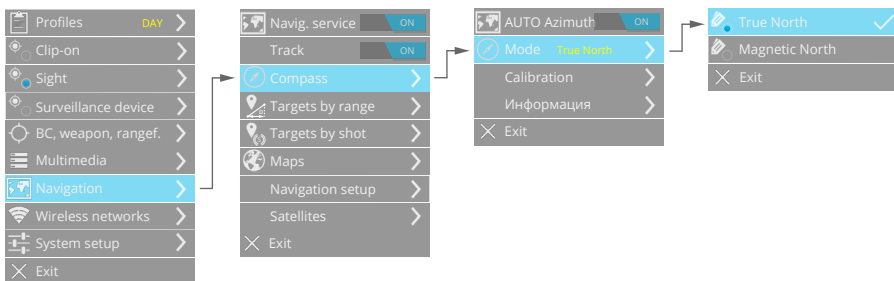 Profiles DAY
Clip-on
Sight
Surveillance device
BC, weapon, rangef.
Multimedia
Navigation
Wireless networks
System setup
Exit
Navig. service ON
Track ON
Compass
Targets by range
Targets by shot
Maps
Navigation setup
Satellites
Exit
AUTO Azimuth ON
Mode True North
Calibration
Информация
Exit
True North
Magnetic North
Exit